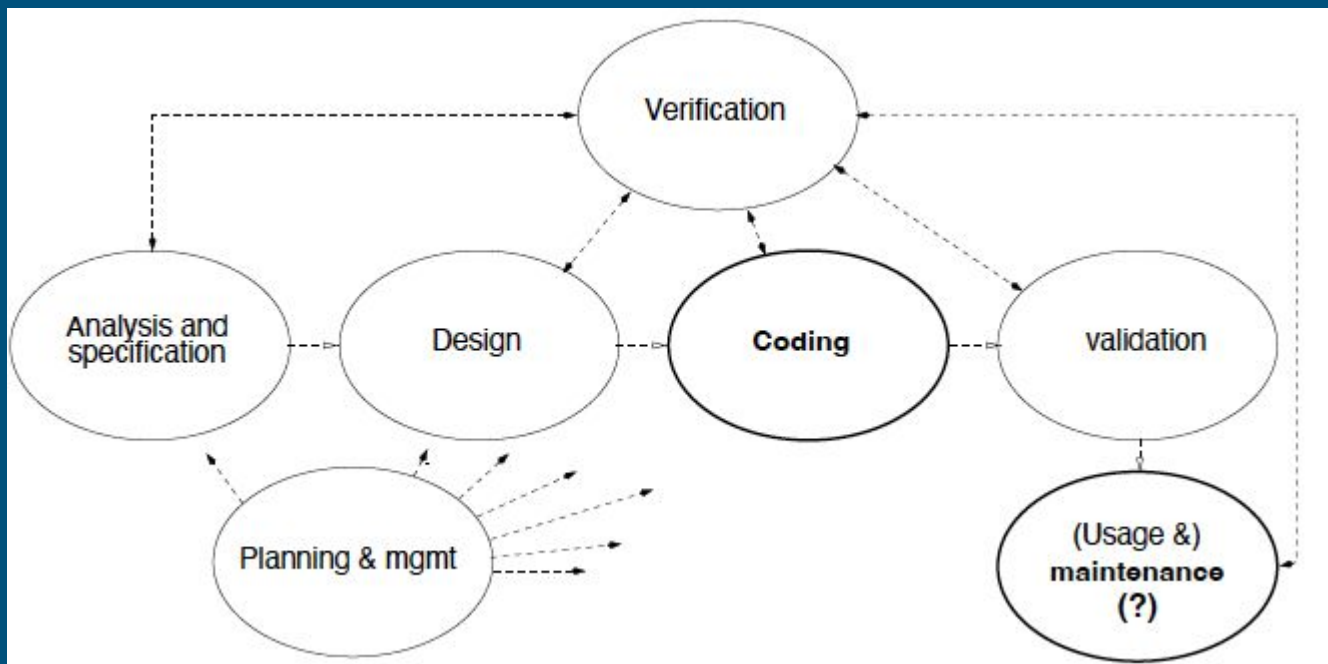 Verification
Analysis and
specification
Design
Coding
validation
Planning & mgmt
(Usage &)
maintenance
(?)